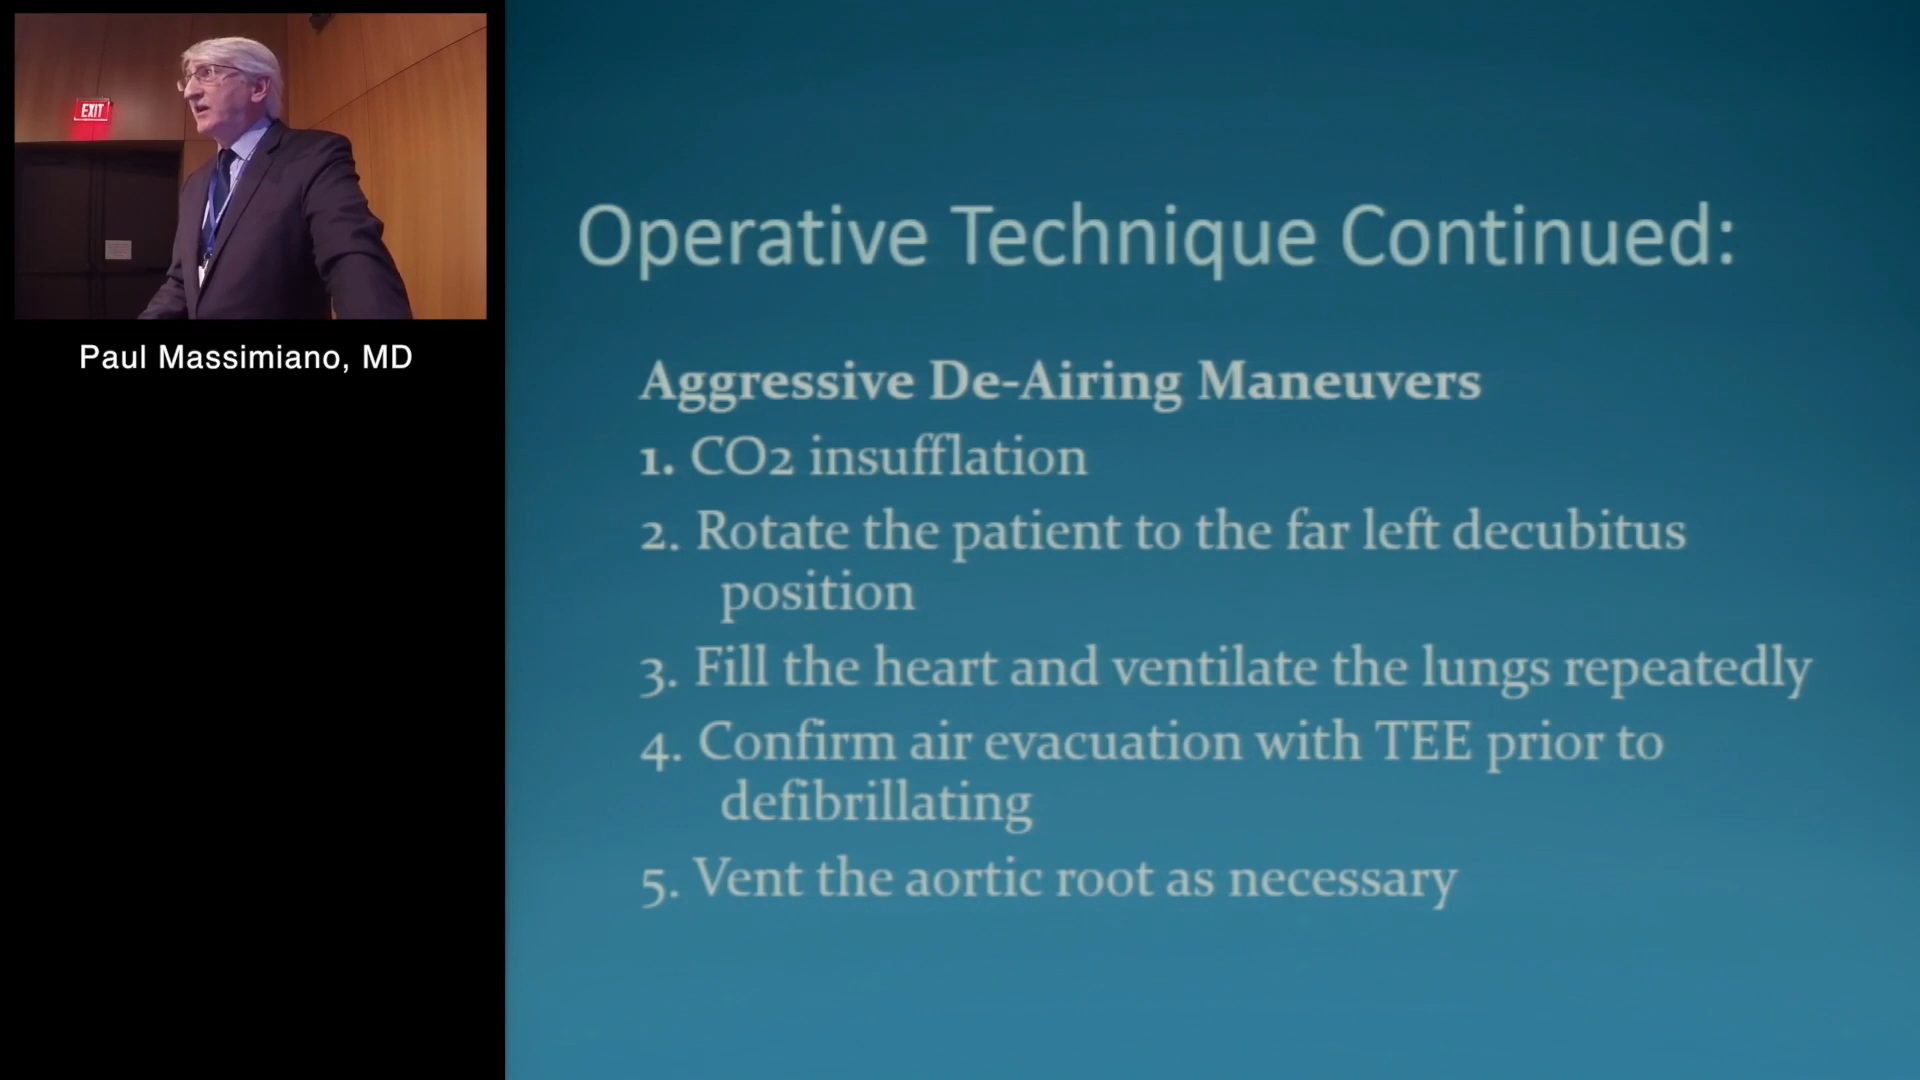 EXIT
Paul Massimiano, MD
Operative Technique Continued:
Aggressive De-Airing Maneuvers
1. CO2 insufflation
2. Rotate the patient to the far left decubitus
position
3. Fill the heart and ventilate the lungs repeatedly
4. Confirm air evacuation with TEE prior to
defibrillating
5. Vent the aortic root as necessary